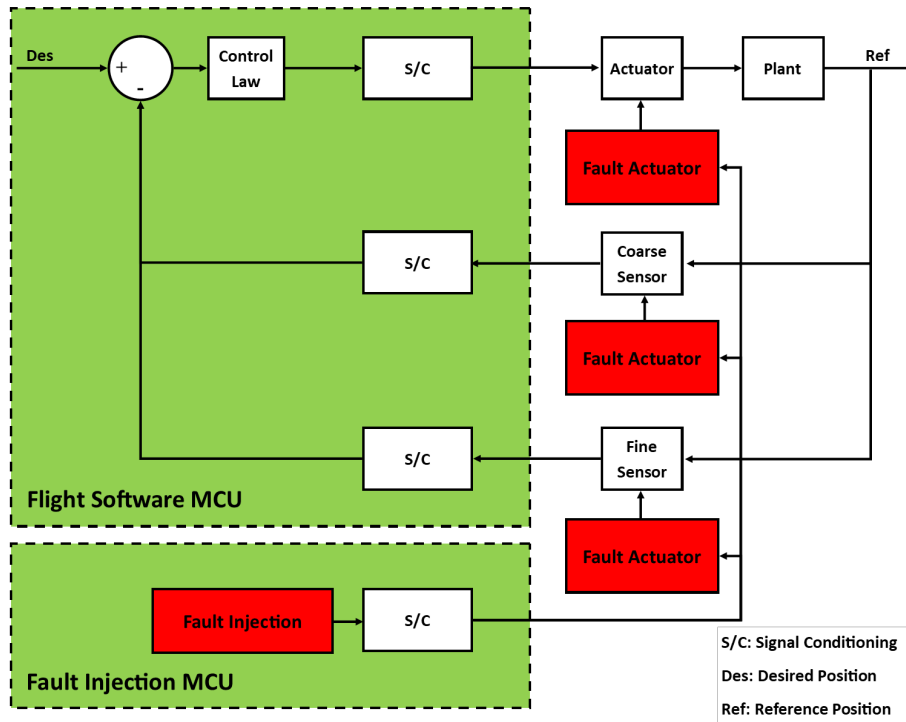 Des
+
-
Control
Law
S/C
Actuator
Plant
Ref
Fault Actuator
S/C
Coarse
Sensor
Fault Actuator
S/C
Fine
Sensor
Flight Software MCU
Fault Actuator
Fault Injection
S/C
Fault Injection MCU
S/C: Signal Conditioning
Des: Desired Position
Ref: Reference Position